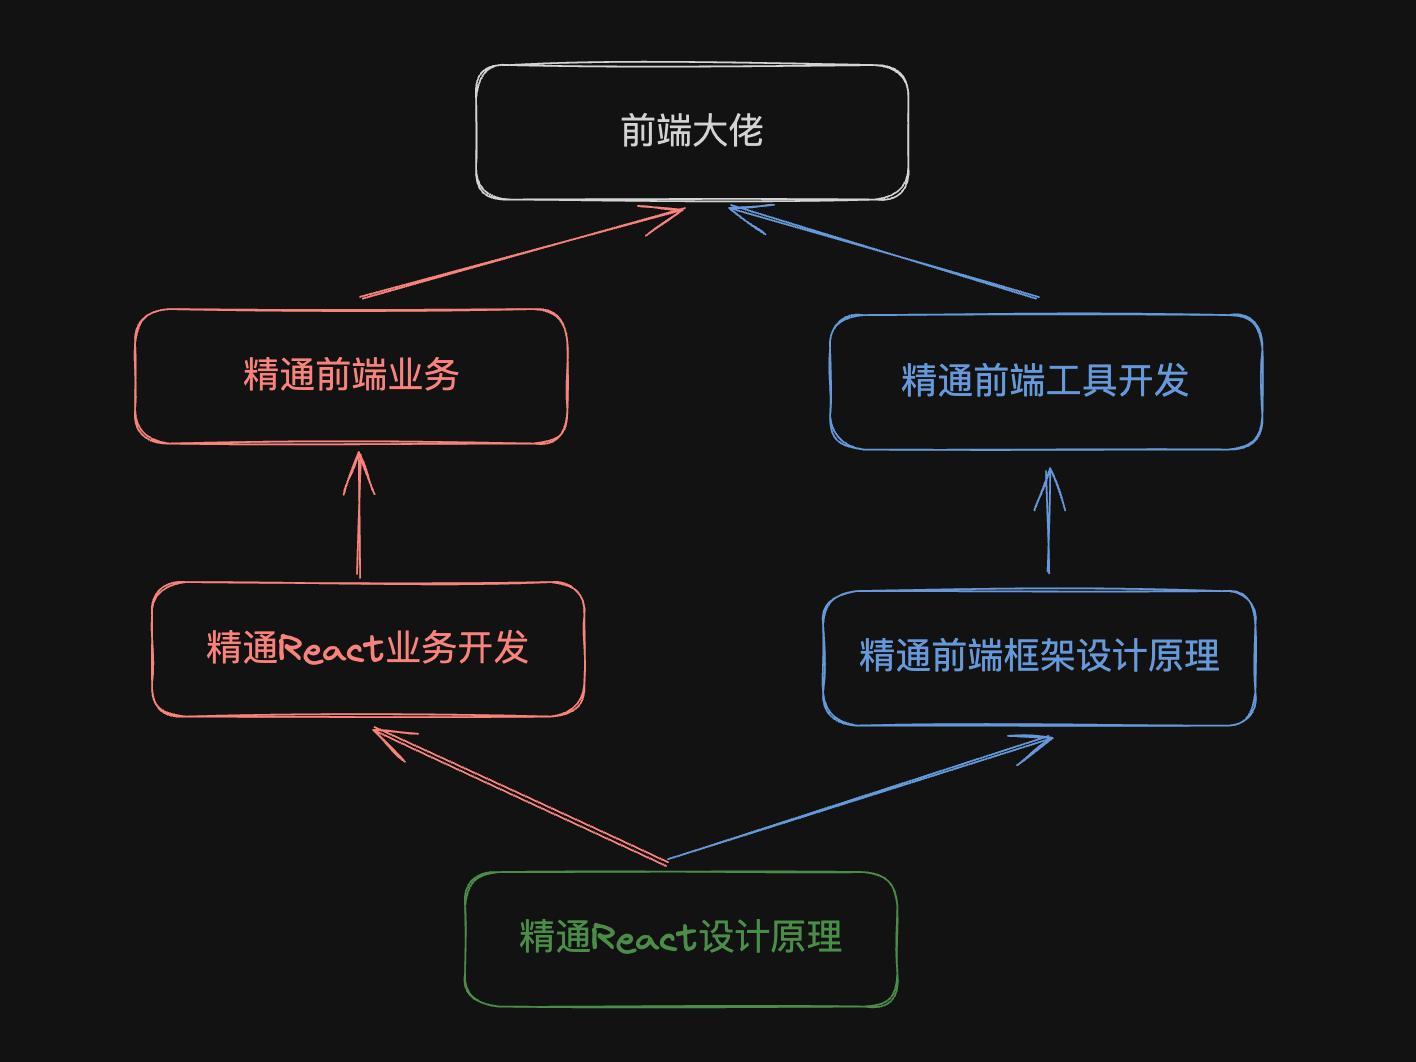 前端大佬
精通前端业务
精通前端工具开发
精通React业务开发
精通前端框架设计原理
精通React设计原理